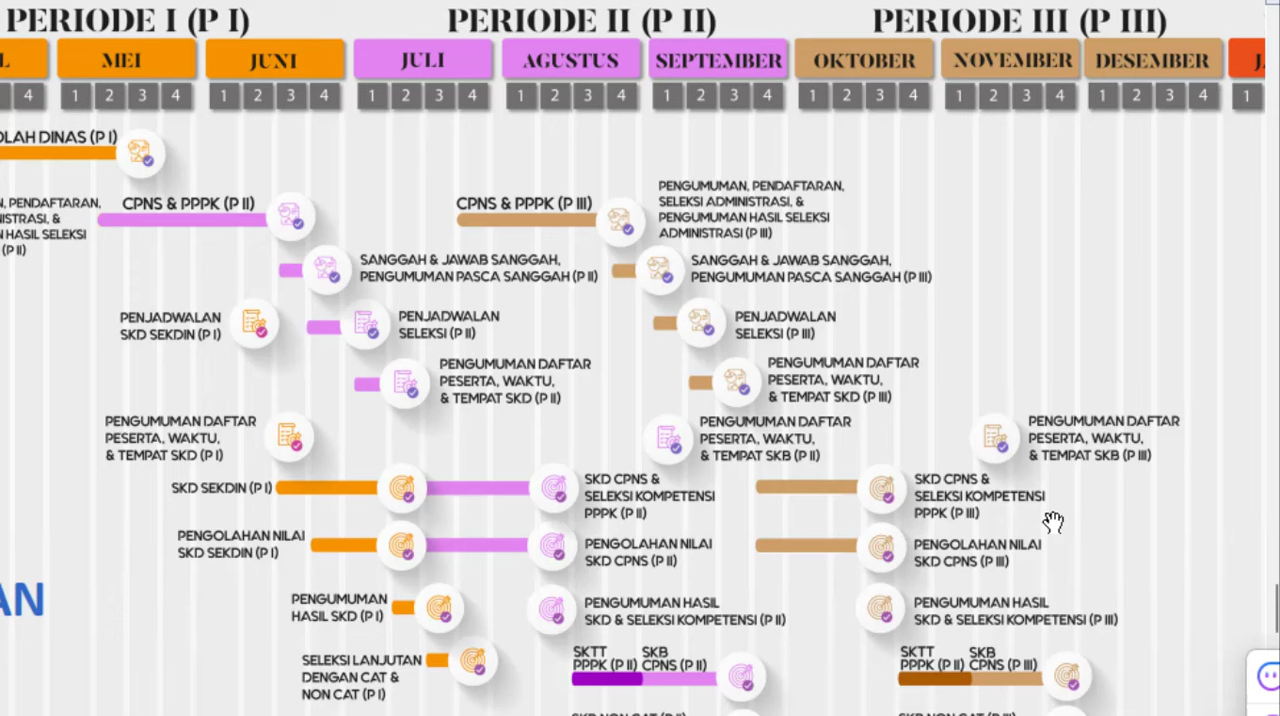 PERIODE I (P I)
PERIODE II (P II)
PERIODE III (P III)
L MEI JUNI JULI AGUSTUS SEPTEMBER OKTOBER NOVEMBER DESEMBER J
4 1 2 3 4 1 2 3 4 1 2 3 4 1 2 3 4 1 2 3 4 1 2 3 4 1 2 3 4 1 2 3 4 1
OLAH DINAS (P I)
N, PENDAFTARAN,
NISTRASI, &
N HASIL SELEKSI
(P II)
CPNS & PPPK (P II)
CPNS & PPPK (P III)
PENGUMUMAN, PENDAFTARAN,
SELEKSI ADMINISTRASI, &
PENGUMUMAN HASIL SELEKSI
ADMINISTRASI (P III)
SANGGAH & JAWAB SANGGAH,
PENGUMUMAN PASCA SANGGAH (P II)
SANGGAH & JAWAB SANGGAH,
PENGUMUMAN PASCA SANGGAH (P III)
PENJADWALAN
SKD SEKDIN (P I)
PENJADWALAN
SELEKSI (P II)
PENJADWALAN
SELEKSI (P III)
PENGUMUMAN DAFTAR
PESERTA, WAKTU,
& TEMPAT SKD (P II)
PENGUMUMAN DAFTAR
PESERTA, WAKTU,
& TEMPAT SKD (P III)
PENGUMUMAN DAFTAR
PESERTA, WAKTU,
& TEMPAT SKD (P I)
PENGUMUMAN DAFTAR
PESERTA, WAKTU,
& TEMPAT SKB (P II)
PENGUMUMAN DAFTAR
PESERTA, WAKTU,
& TEMPAT SKB (P III)
SKD SEKDIN (P I)
SKD CPNS &
SELEKSI KOMPETENSI
PPPK (P II)
SKD CPNS &
SELEKSI KOMPETENSI
PPPK (P III)
PENGOLAHAN NILAI
SKD SEKDIN (P I)
PENGOLAHAN NILAI
SKD CPNS (P II)
PENGOLAHAN NILAI
SKD CPNS (P III)
AN
PENGUMUMAN
HASIL SKD (P I)
PENGUMUMAN HASIL
SKD & SELEKSI KOMPETENSI (P II)
PENGUMUMAN HASIL
SKD & SELEKSI KOMPETENSI (P III)
SELEKSI LANJUTAN
DENGAN CAT &
NON CAT (P I)
SKTT
PPPK (P II)
SKB
CPNS (P II)
SKTT
PPPK (P II)
SKB
CPNS (P III)